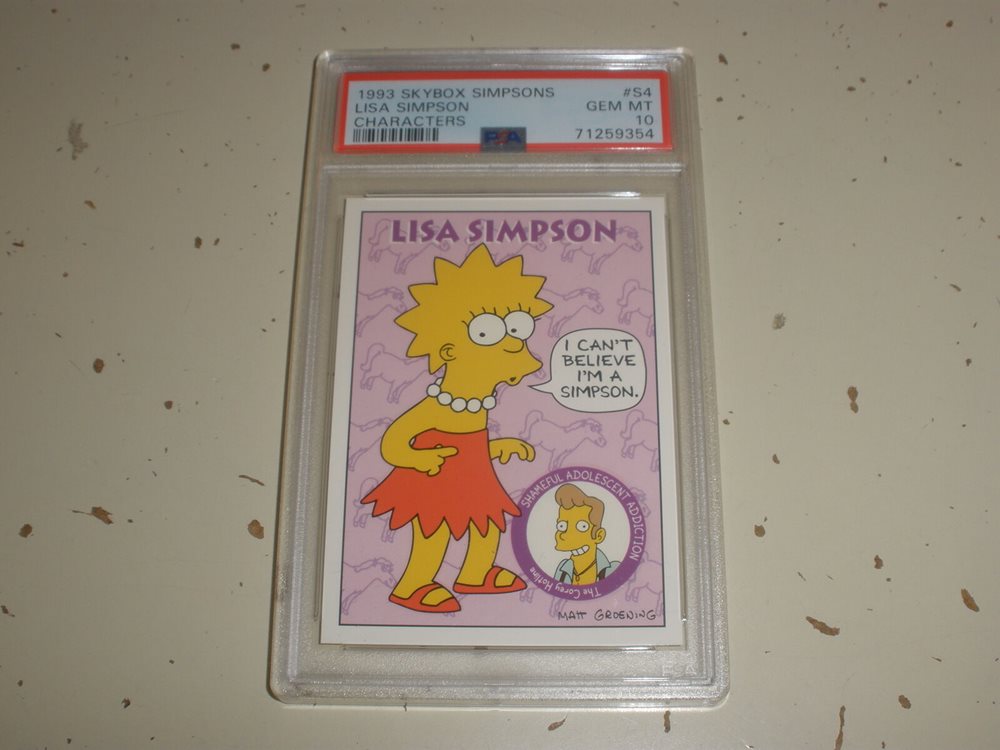 1993 SKYBOX SIMPSONS #S4
LISA SIMPSON GEM MT
CHARACTERS 10
PSA 71259354
LISA SIMPSON
I CAN'T
BELIEVE
I'M A
SIMPSON.
SHAMEFUL ADOLESCENT ADDICTION
The Corey Hotline
MATT GROENING